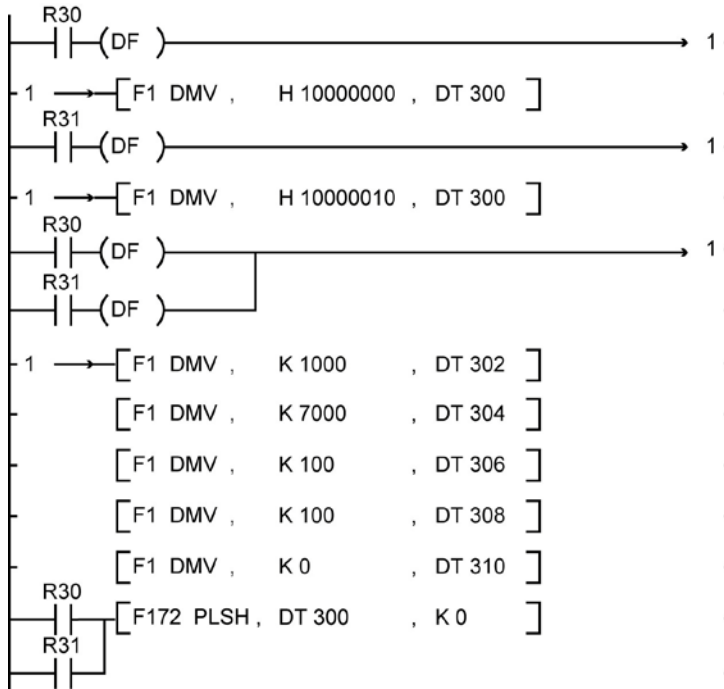 R30
(DF ) 1
1 [F1 DMV , H 10000000 , DT 300 ]
R31
(DF ) 1
1 [F1 DMV , H 10000010 , DT 300 ]
R30
(DF ) 1
R31
(DF )
1 [F1 DMV , K 1000 , DT 302 ]
[F1 DMV , K 7000 , DT 304 ]
[F1 DMV , K 100 , DT 306 ]
[F1 DMV , K 100 , DT 308 ]
[F1 DMV , K 0 , DT 310 ]
R30
[F172 PLSH , DT 300 , K 0 ]
R31